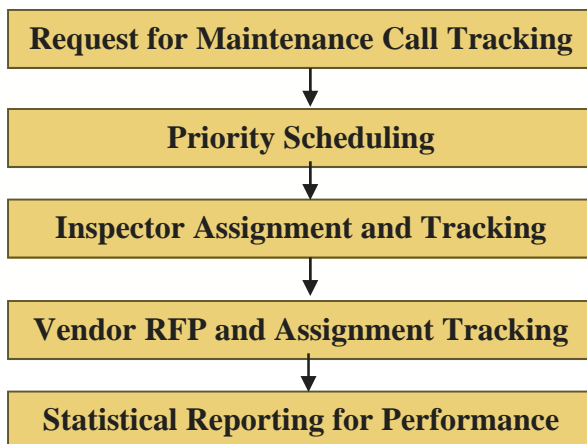 Request for Maintenance Call Tracking
Priority Scheduling
Inspector Assignment and Tracking
Vendor RFP and Assignment Tracking
Statistical Reporting for Performance